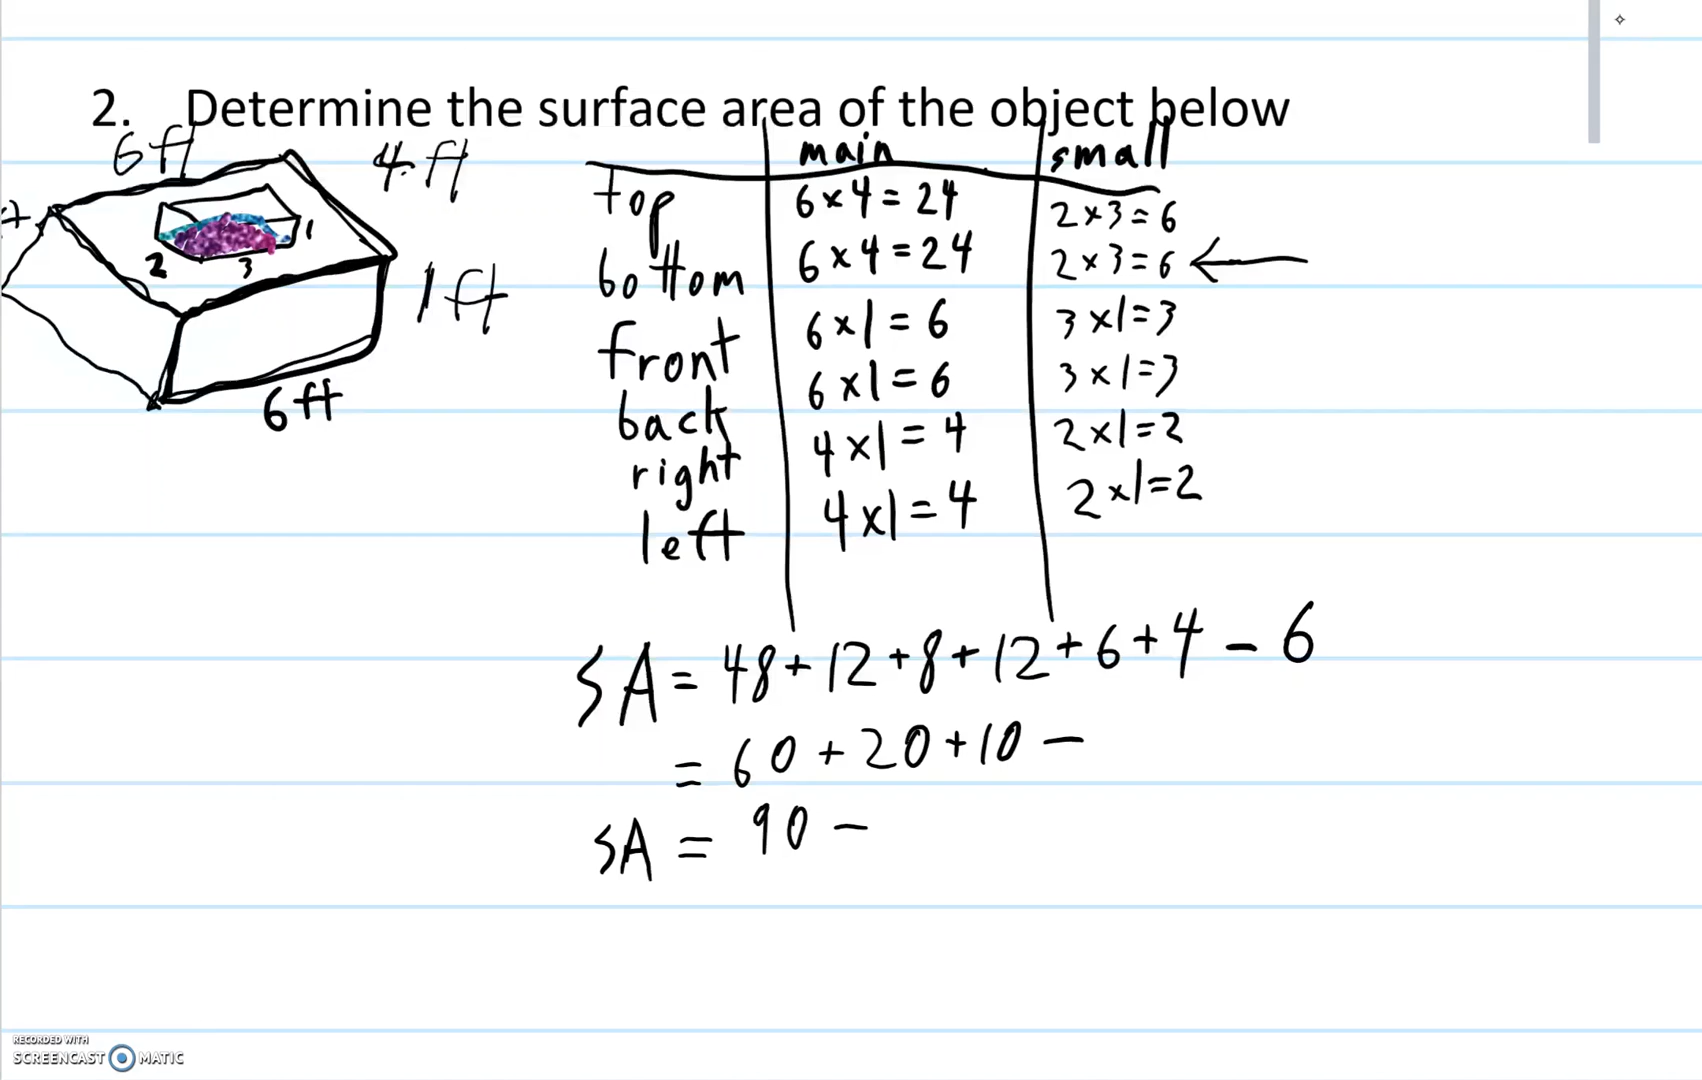 2. Determine the surface area of the object below
6ft
4ft
main
small
top
6 x 4 = 24
2 x 3 = 6
bottom
6 x 4 = 24
2 x 3 = 6
front
6 x 1 = 6
3 x 1 = 3
back
6 x 1 = 6
3 x 1 = 3
right
4 x 1 = 4
2 x 1 = 2
left
4 x 1 = 4
2 x 1 = 2
1
2
3
1ft
6ft
SA = 48 + 12 + 8 + 12 + 6 + 4 - 6
= 60 + 20 + 10 -
SA = 90 -
RECORDED WITH
SCREENCAST MATIC